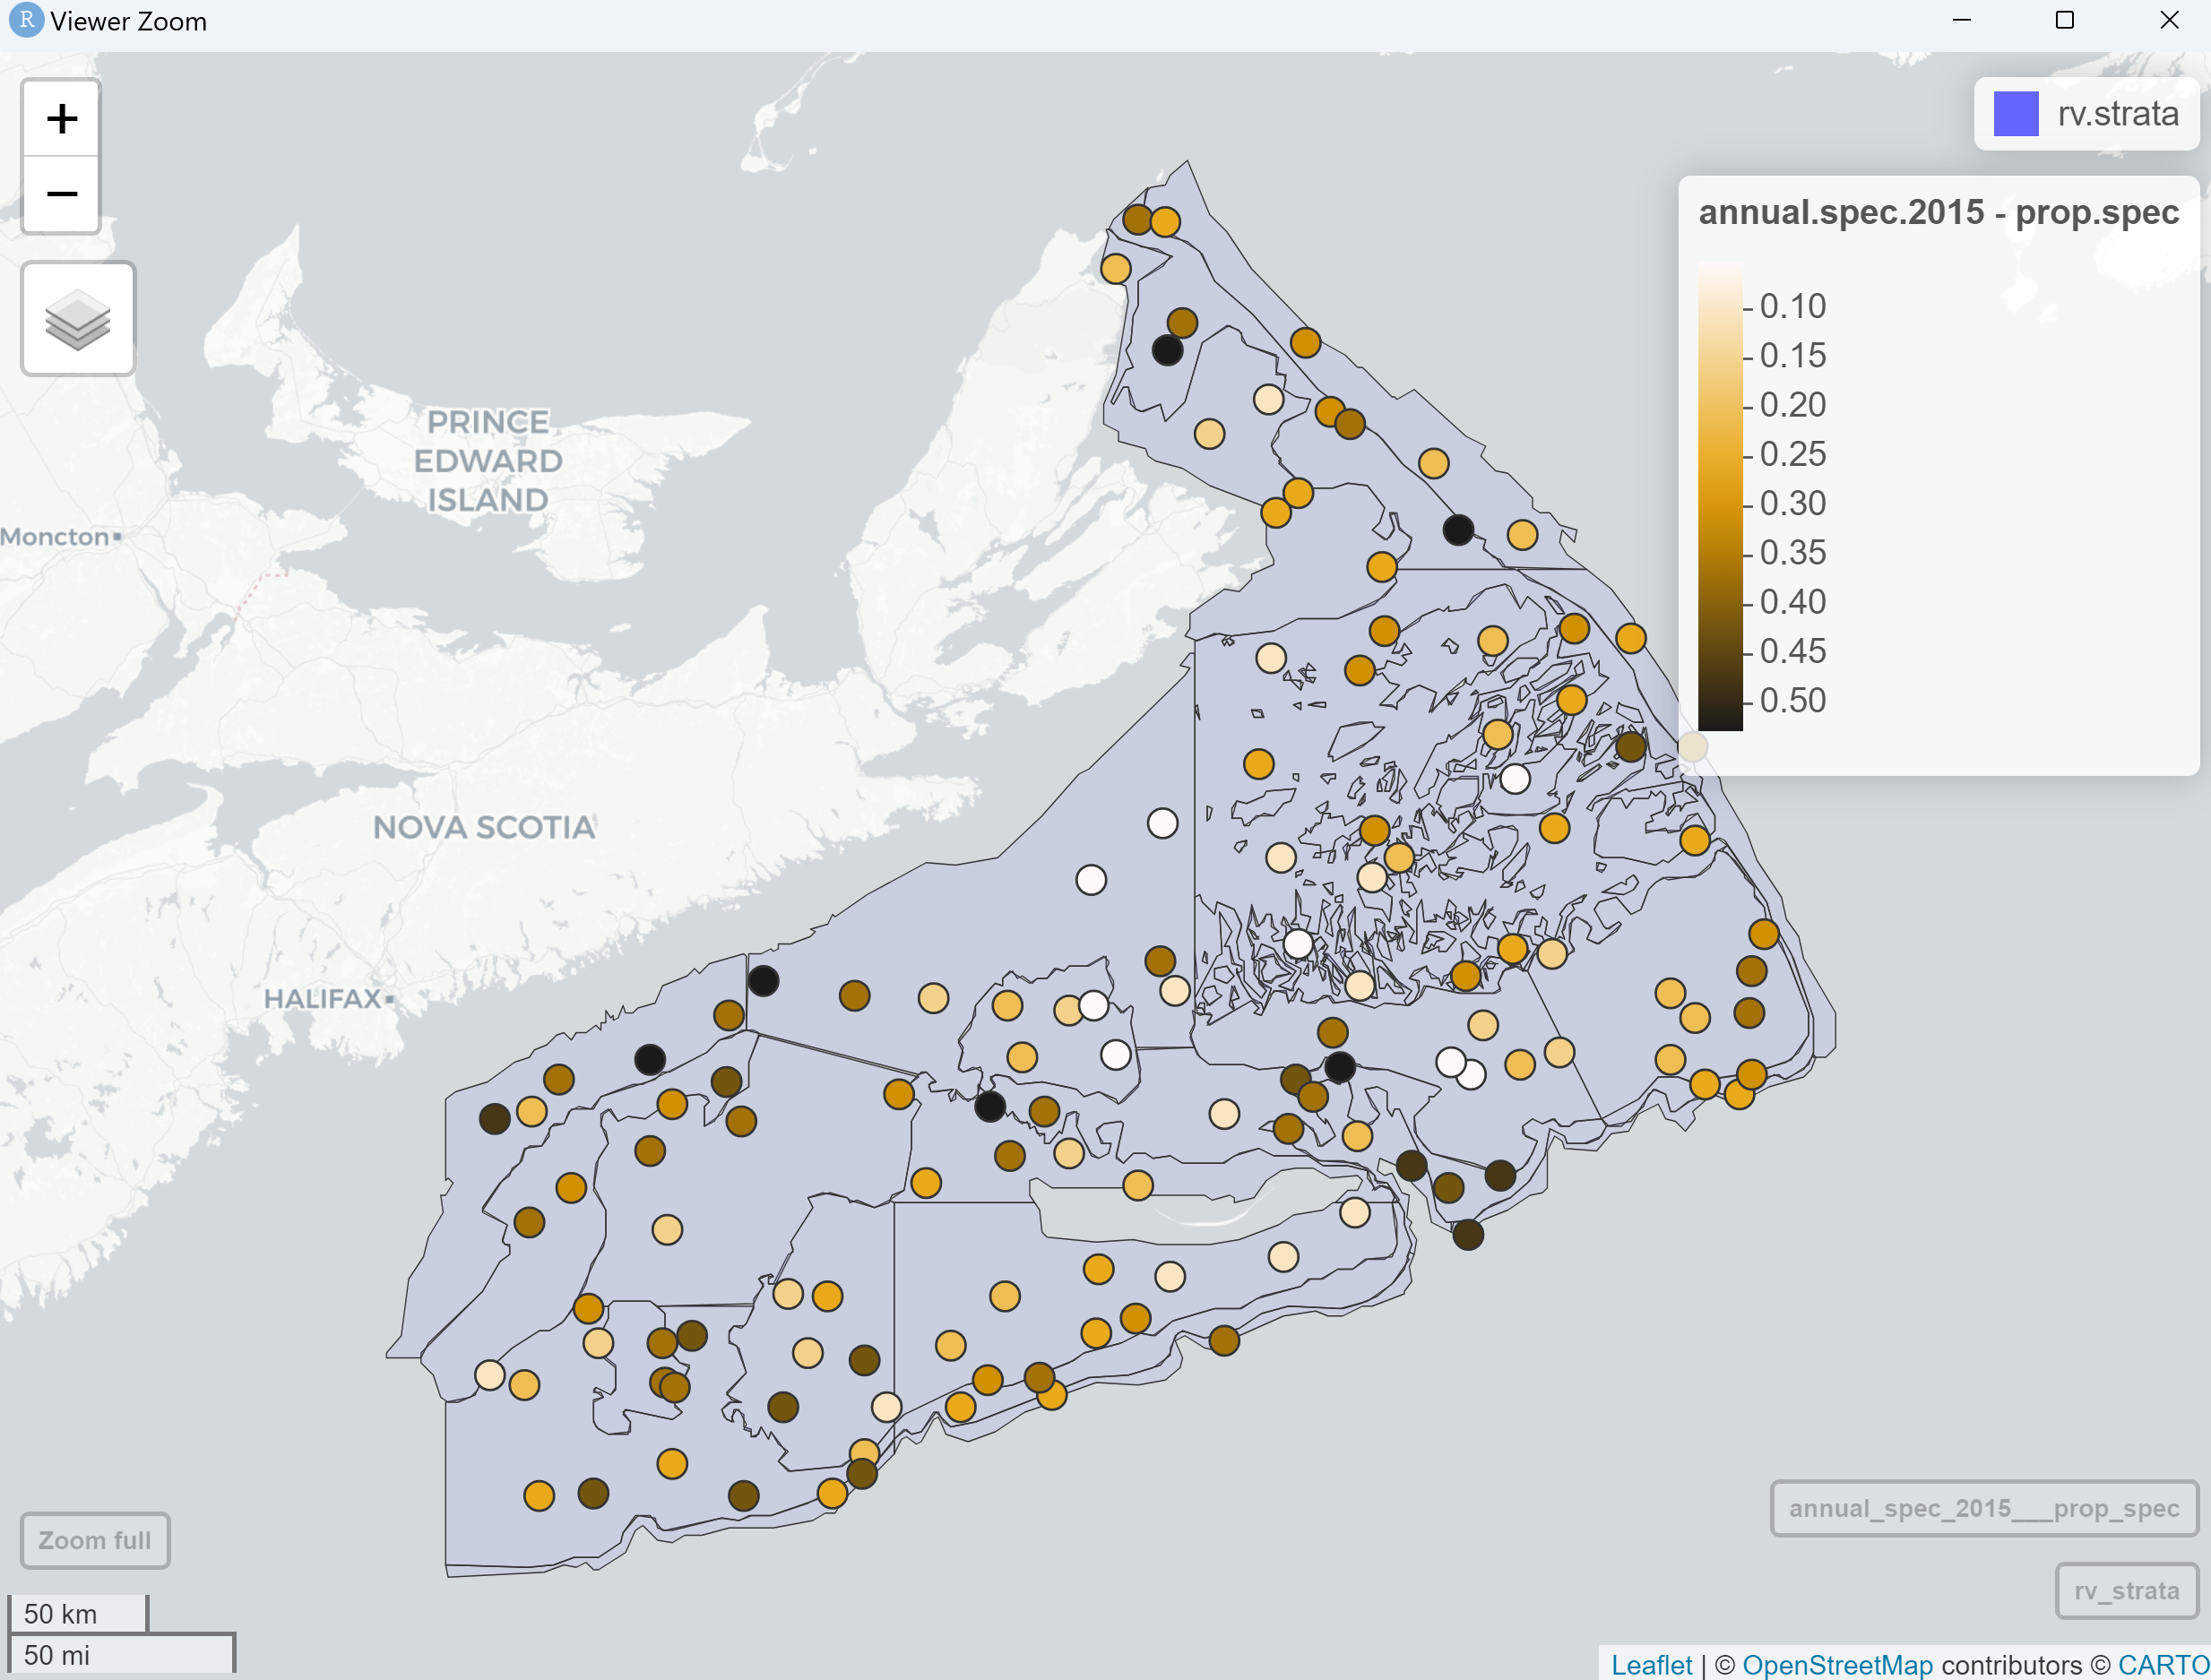 R Viewer Zoom
+
−
rv.strata
annual.spec.2015 - prop.spec
0.10
0.15
0.20
0.25
0.30
0.35
0.40
0.45
0.50
PRINCE
EDWARD
ISLAND
Moncton
NOVA SCOTIA
HALIFAX
annual_spec_2015___prop_spec
Zoom full
rv_strata
50 km
50 mi
Leaflet | © OpenStreetMap contributors © CARTO